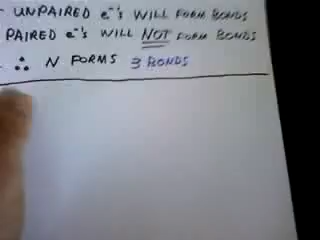 - UNPAIRED e⁻'s WILL FORM BONDS
PAIRED e⁻'s WILL NOT FORM BONDS
- ∴ N FORMS 3 BONDS